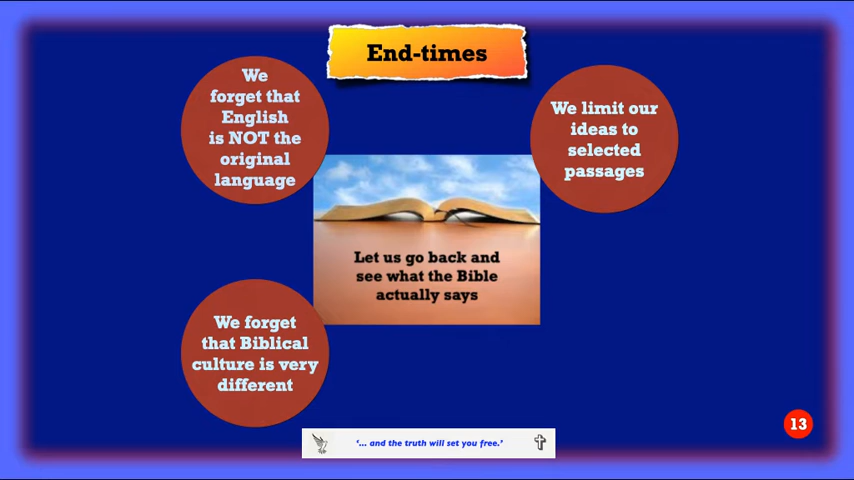 End-times
We
forget that
English
is NOT the
original
language
We limit our
ideas to
selected
passages
Let us go back and
see what the Bible
actually says
We forget
that Biblical
culture is very
different
13
‘... and the truth will set you free.’